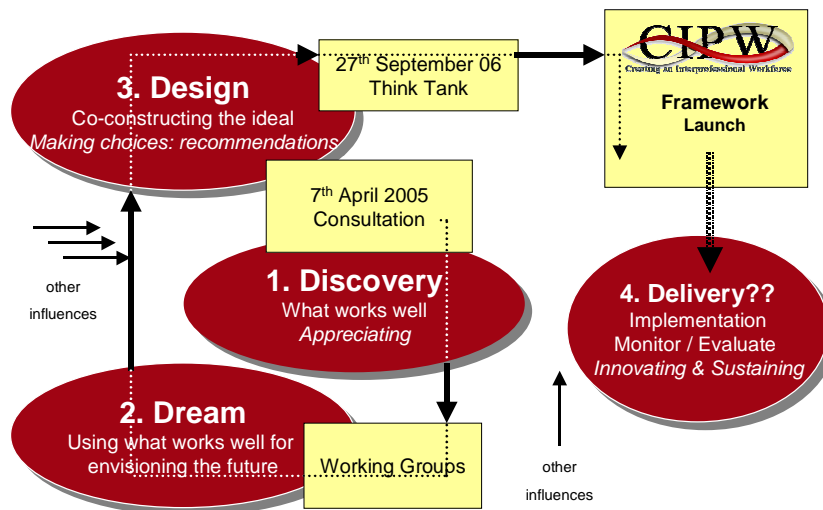 3. Design
Co-constructing the ideal
Making choices: recommendations
27th September 06
Think Tank
CIPW
Creating An Interprofessional Workforce
Framework
Launch
7th April 2005
Consultation
1. Discovery
What works well
Appreciating
other
influences
4. Delivery??
Implementation
Monitor / Evaluate
Innovating & Sustaining
2. Dream
Using what works well for
envisioning the future
Working Groups
other
influences